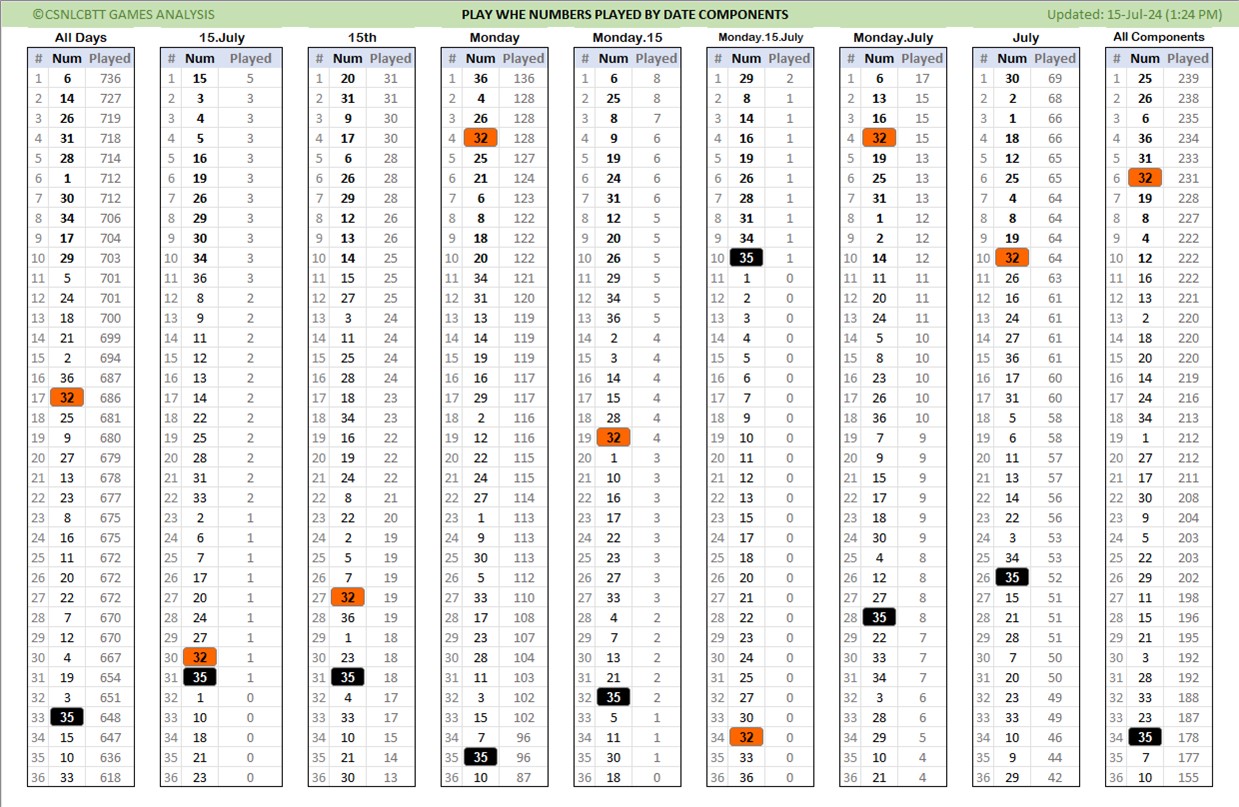 ©CSNLCBTT GAMES ANALYSIS PLAY WHE NUMBERS PLAYED BY DATE COMPONENTS Updated: 15-Jul-24 (1:24 PM)
All Days 15.July 15th Monday Monday.15 Monday.15.July Monday.July July All Components
# Num Played # Num Played # Num Played # Num Played # Num Played # Num Played # Num Played # Num Played # Num Played
1 6 736 1 15 5 1 20 31 1 36 136 1 6 8 1 29 2 1 6 17 1 30 69 1 25 239
2 14 727 2 3 3 2 31 31 2 4 128 2 25 8 2 8 1 2 13 15 2 2 68 2 26 238
3 26 719 3 4 3 3 9 30 3 26 128 3 8 7 3 14 1 3 16 15 3 1 66 3 6 235
4 31 718 4 5 3 4 17 30 4 32 128 4 9 6 4 16 1 4 32 15 4 18 66 4 36 234
5 28 714 5 16 3 5 6 28 5 25 127 5 19 6 5 19 1 5 19 13 5 12 65 5 31 233
6 1 712 6 19 3 6 26 28 6 21 124 6 24 6 6 26 1 6 25 13 6 25 65 6 32 231
7 30 712 7 26 3 7 29 28 7 6 123 7 31 6 7 28 1 7 31 13 7 4 64 7 19 228
8 34 706 8 29 3 8 12 26 8 8 122 8 12 5 8 31 1 8 1 12 8 8 64 8 8 227
9 17 704 9 30 3 9 13 26 9 18 122 9 20 5 9 34 1 9 2 12 9 19 64 9 4 222
10 29 703 10 34 3 10 14 25 10 20 122 10 26 5 10 35 1 10 14 12 10 32 64 10 12 222
11 5 701 11 36 3 11 15 25 11 34 121 11 29 5 11 1 0 11 11 11 11 26 63 11 16 222
12 24 701 12 8 2 12 27 25 12 31 120 12 34 5 12 2 0 12 20 11 12 16 61 12 13 221
13 18 700 13 9 2 13 3 24 13 13 119 13 36 5 13 3 0 13 24 11 13 24 61 13 2 220
14 21 699 14 11 2 14 11 24 14 14 119 14 2 4 14 4 0 14 5 10 14 27 61 14 18 220
15 2 694 15 12 2 15 25 24 15 19 119 15 3 4 15 5 0 15 8 10 15 36 61 15 20 220
16 36 687 16 13 2 16 28 24 16 16 117 16 14 4 16 6 0 16 23 10 16 17 60 16 14 219
17 32 686 17 14 2 17 18 23 17 29 117 17 15 4 17 7 0 17 26 10 17 31 60 17 24 216
18 25 681 18 22 2 18 34 23 18 2 116 18 28 4 18 9 0 18 36 10 18 5 58 18 34 213
19 9 680 19 25 2 19 16 22 19 12 116 19 32 4 19 10 0 19 7 9 19 6 58 19 1 212
20 27 679 20 28 2 20 19 22 20 22 115 20 1 3 20 11 0 20 9 9 20 11 57 20 27 212
21 13 678 21 31 2 21 24 22 21 24 115 21 10 3 21 12 0 21 15 9 21 13 57 21 17 211
22 23 677 22 33 2 22 8 21 22 27 114 22 16 3 22 13 0 22 17 9 22 14 56 22 30 208
23 8 675 23 2 1 23 22 20 23 1 113 23 17 3 23 15 0 23 18 9 23 22 56 23 9 204
24 16 675 24 6 1 24 2 19 24 9 113 24 22 3 24 17 0 24 30 9 24 3 53 24 5 203
25 11 672 25 7 1 25 5 19 25 30 113 25 23 3 25 18 0 25 4 8 25 34 53 25 22 203
26 20 672 26 17 1 26 7 19 26 5 112 26 27 3 26 20 0 26 12 8 26 35 52 26 29 202
27 22 672 27 20 1 27 32 19 27 33 110 27 33 3 27 21 0 27 27 8 27 15 51 27 11 198
28 7 670 28 24 1 28 36 19 28 17 108 28 4 2 28 22 0 28 35 8 28 21 51 28 15 196
29 12 670 29 27 1 29 1 18 29 23 107 29 7 2 29 23 0 29 22 7 29 28 51 29 21 195
30 4 667 30 32 1 30 23 18 30 28 104 30 13 2 30 24 0 30 33 7 30 7 50 30 3 192
31 19 654 31 35 1 31 35 18 31 11 103 31 21 2 31 25 0 31 34 7 31 20 50 31 28 192
32 3 651 32 1 0 32 4 17 32 3 102 32 35 2 32 27 0 32 3 6 32 23 49 32 33 188
33 35 648 33 10 0 33 33 17 33 15 102 33 5 1 33 30 0 33 28 6 33 33 49 33 23 187
34 15 647 34 18 0 34 10 15 34 7 96 34 11 1 34 32 0 34 29 5 34 10 46 34 35 178
35 10 636 35 21 0 35 21 14 35 35 96 35 30 1 35 33 0 35 10 4 35 9 44 35 7 177
36 33 618 36 23 0 36 30 13 36 10 87 36 18 0 36 36 0 36 21 4 36 29 42 36 10 155